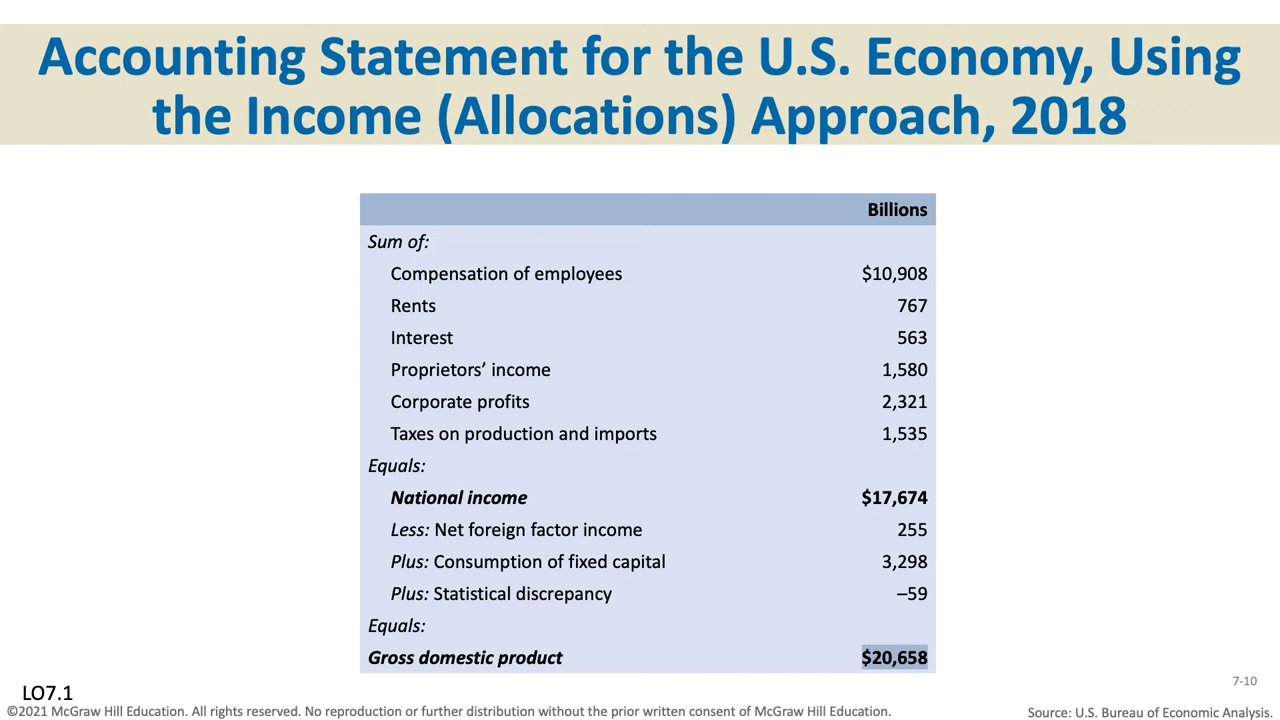 Accounting Statement for the U.S. Economy, Using
the Income (Allocations) Approach, 2018
Billions
Sum of:
Compensation of employees $10,908
Rents 767
Interest 563
Proprietors’ income 1,580
Corporate profits 2,321
Taxes on production and imports 1,535
Equals:
National income $17,674
Less: Net foreign factor income 255
Plus: Consumption of fixed capital 3,298
Plus: Statistical discrepancy –59
Equals:
Gross domestic product $20,658
7-10
LO7.1
©2021 McGraw Hill Education. All rights reserved. No reproduction or further distribution without the prior written consent of McGraw Hill Education. Source: U.S. Bureau of Economic Analysis.